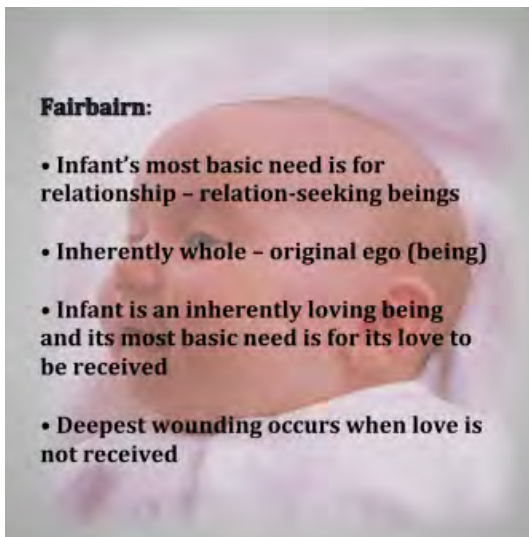 Fairbairn:
• Infant's most basic need is for
relationship – relation-seeking beings
• Inherently whole – original ego (being)
• Infant is an inherently loving being
and its most basic need is for its love to
be received
• Deepest wounding occurs when love is
not received